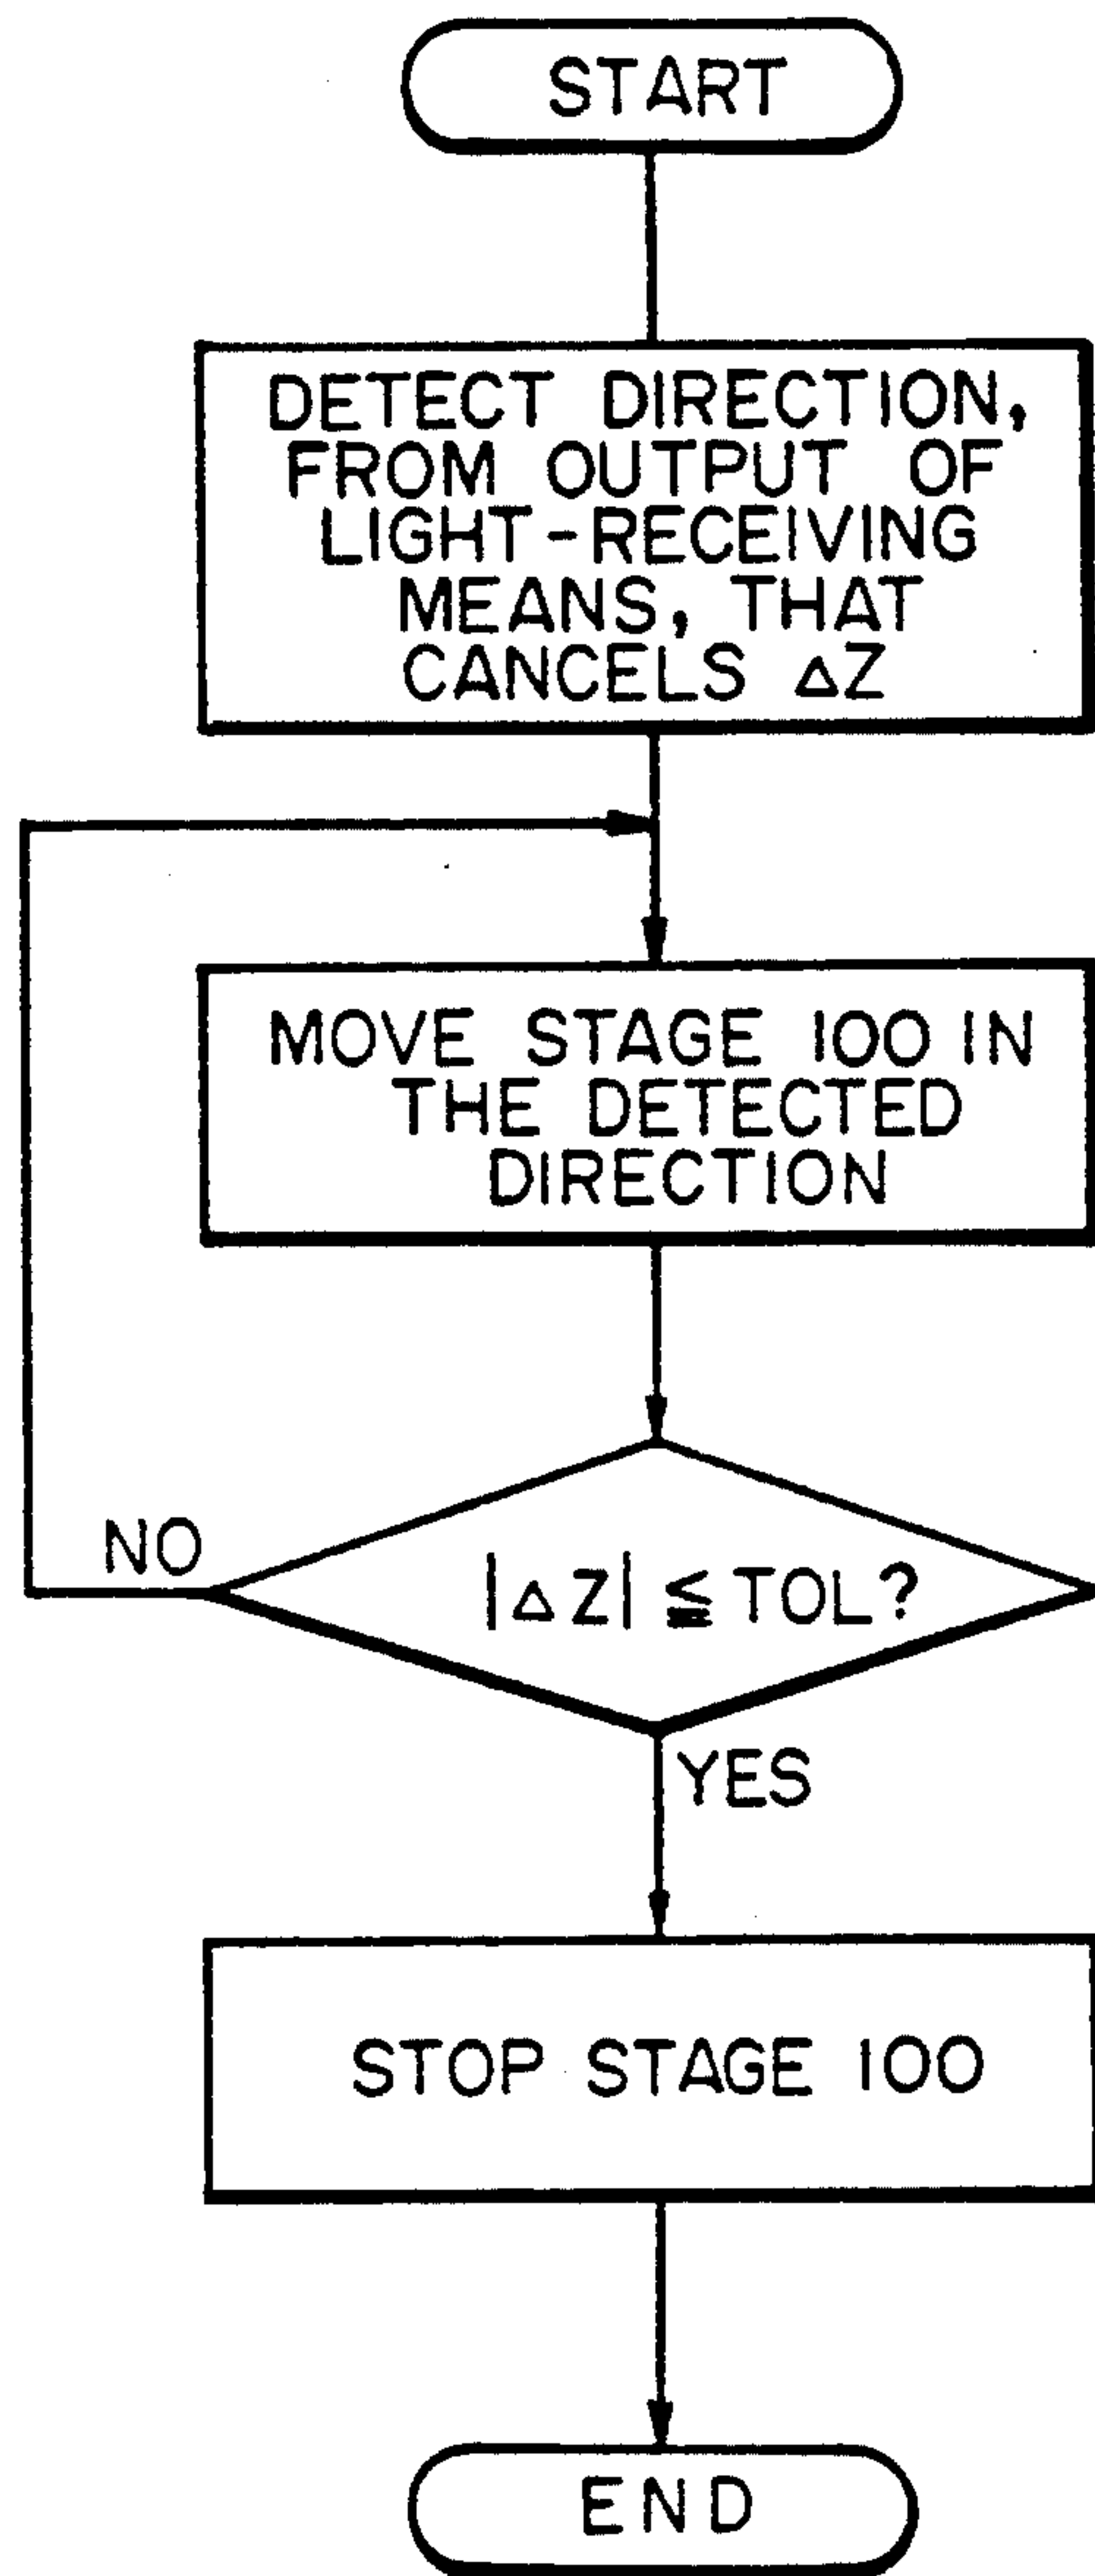 START
DETECT DIRECTION,
FROM OUTPUT OF
LIGHT-RECEIVING
MEANS, THAT
CANCELS ΔZ
MOVE STAGE 100 IN
THE DETECTED
DIRECTION
NO
|ΔZ| ≦ TOL?
YES
STOP STAGE 100
END